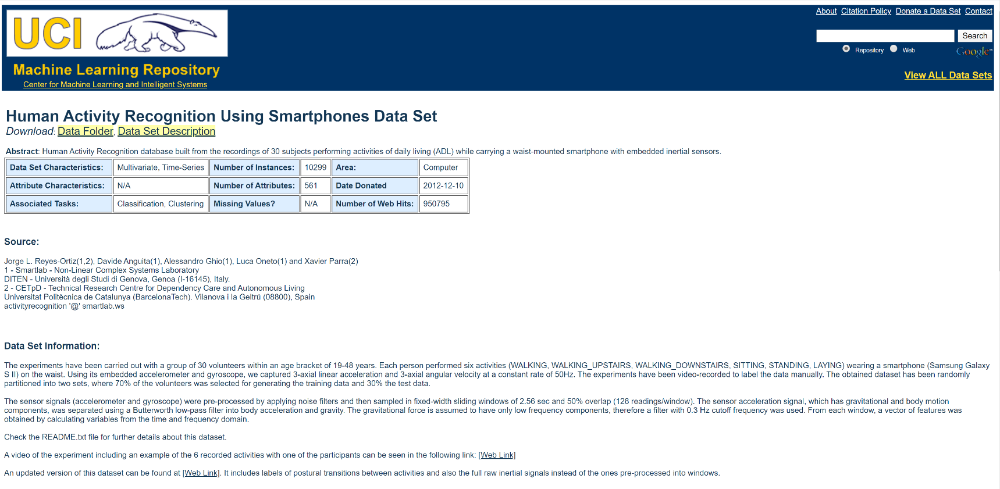 UCI
Machine Learning Repository
Center for Machine Learning and Intelligent Systems
About Citation Policy Donate a Data Set Contact
Search
Repository Web Google™
View ALL Data Sets
Human Activity Recognition Using Smartphones Data Set
Download: Data Folder, Data Set Description
Abstract: Human Activity Recognition database built from the recordings of 30 subjects performing activities of daily living (ADL) while carrying a waist-mounted smartphone with embedded inertial sensors.
Data Set Characteristics: Multivariate, Time-Series Number of Instances: 10299 Area: Computer
Attribute Characteristics: N/A Number of Attributes: 561 Date Donated 2012-12-10
Associated Tasks: Classification, Clustering Missing Values? N/A Number of Web Hits: 950795
Source:
Jorge L. Reyes-Ortiz(1,2), Davide Anguita(1), Alessandro Ghio(1), Luca Oneto(1) and Xavier Parra(2)
1 - Smartlab - Non-Linear Complex Systems Laboratory
DITEN - Università degli Studi di Genova, Genoa (I-16145), Italy.
2 - CETpD - Technical Research Centre for Dependency Care and Autonomous Living
Universitat Politècnica de Catalunya (BarcelonaTech). Vilanova i la Geltrú (08800), Spain
activityrecognition '@' smartlab.ws
Data Set Information:
The experiments have been carried out with a group of 30 volunteers within an age bracket of 19-48 years. Each person performed six activities (WALKING, WALKING_UPSTAIRS, WALKING_DOWNSTAIRS, SITTING, STANDING, LAYING) wearing a smartphone (Samsung Galaxy
S II) on the waist. Using its embedded accelerometer and gyroscope, we captured 3-axial linear acceleration and 3-axial angular velocity at a constant rate of 50Hz. The experiments have been video-recorded to label the data manually. The obtained dataset has been randomly
partitioned into two sets, where 70% of the volunteers was selected for generating the training data and 30% the test data.
The sensor signals (accelerometer and gyroscope) were pre-processed by applying noise filters and then sampled in fixed-width sliding windows of 2.56 sec and 50% overlap (128 readings/window). The sensor acceleration signal, which has gravitational and body motion
components, was separated using a Butterworth low-pass filter into body acceleration and gravity. The gravitational force is assumed to have only low frequency components, therefore a filter with 0.3 Hz cutoff frequency was used. From each window, a vector of features was
obtained by calculating variables from the time and frequency domain.
Check the README.txt file for further details about this dataset.
A video of the experiment including an example of the 6 recorded activities with one of the participants can be seen in the following link: [Web Link]
An updated version of this dataset can be found at [Web Link]. It includes labels of postural transitions between activities and also the full raw inertial signals instead of the ones pre-processed into windows.